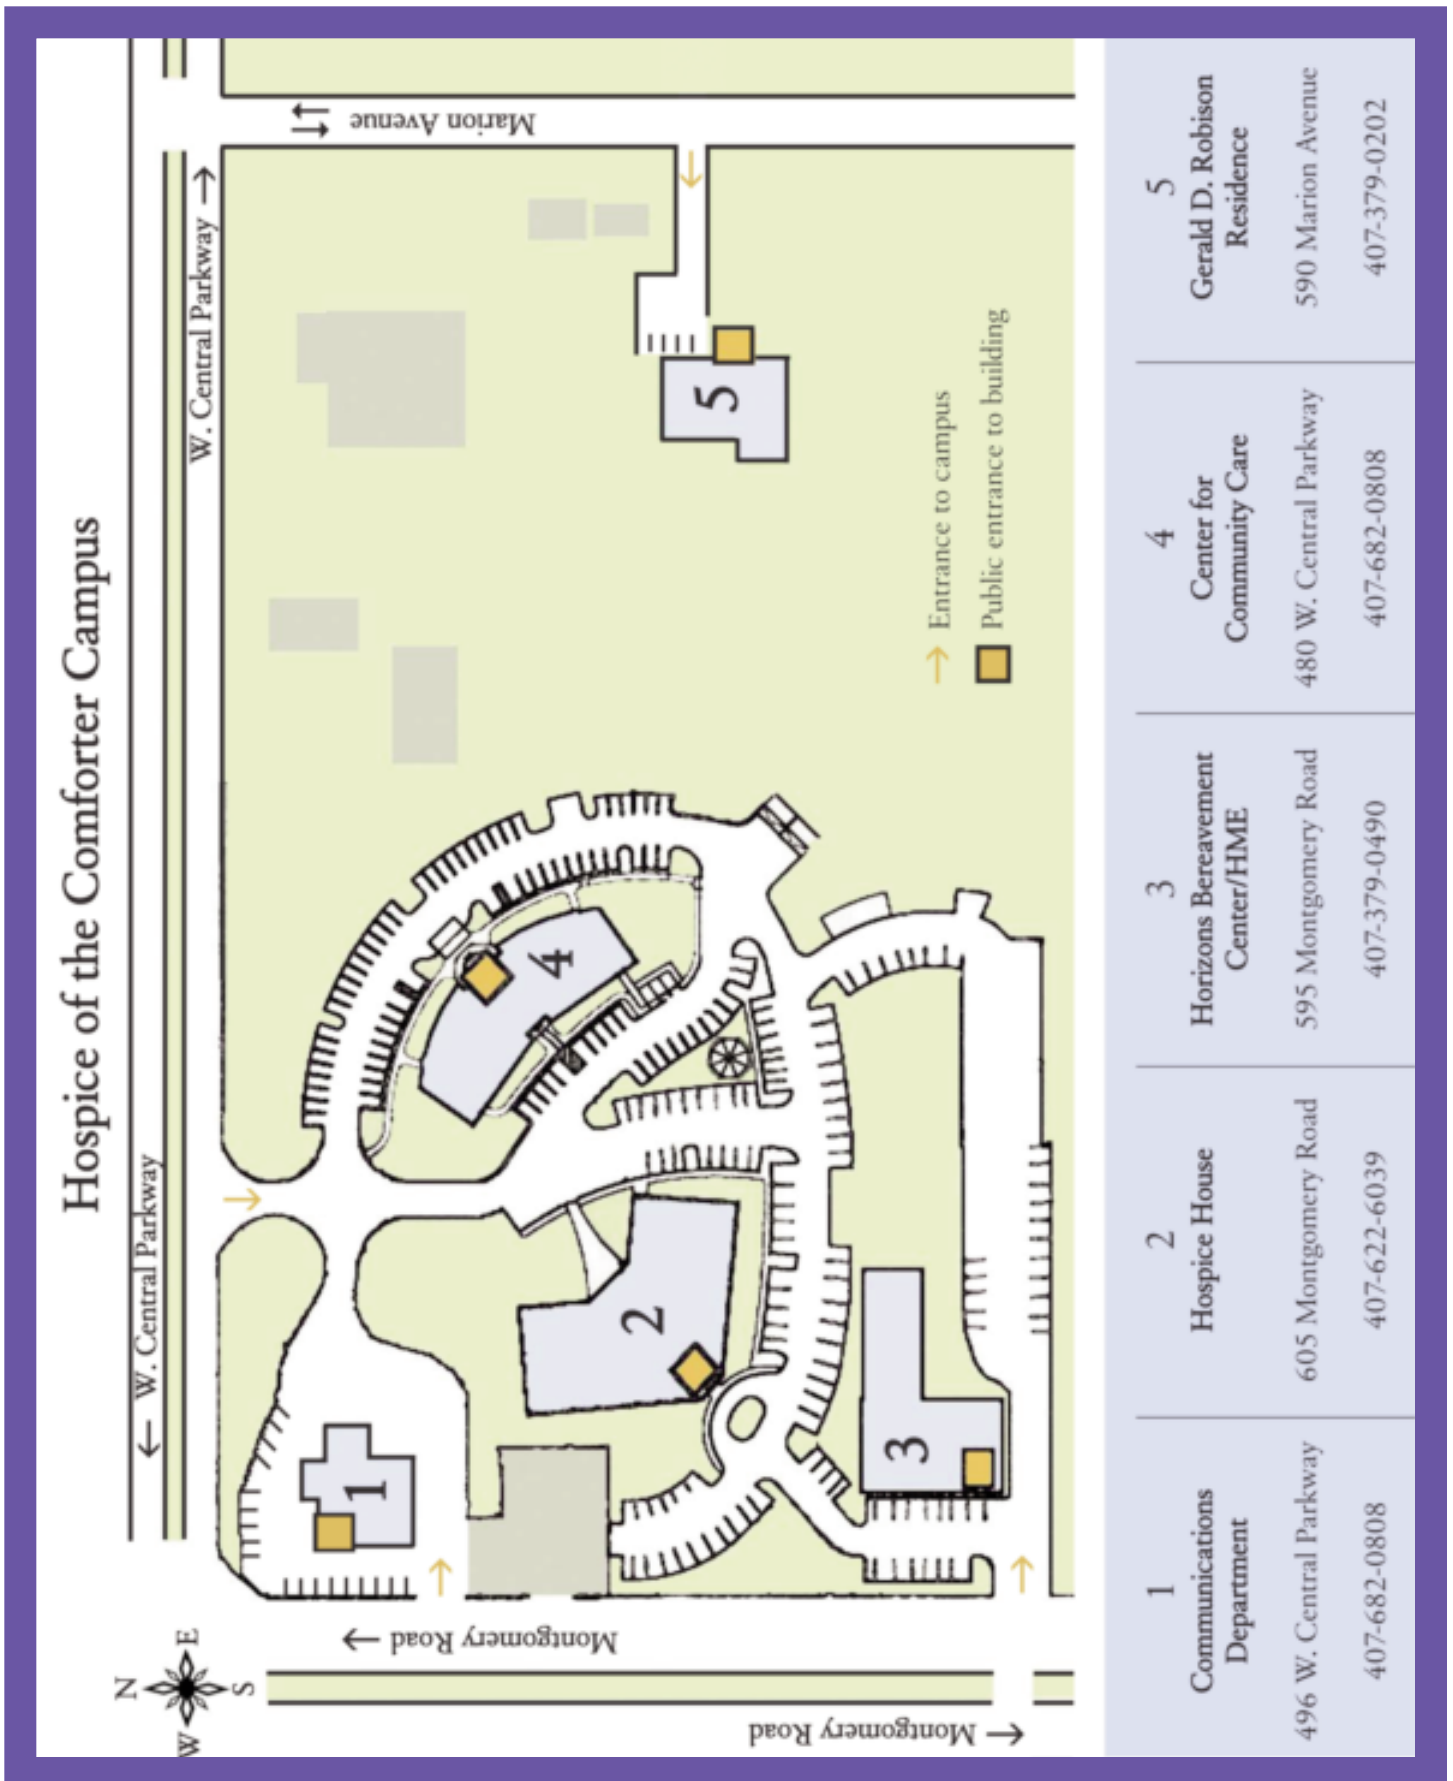 Hospice of the Comforter Campus
← W. Central Parkway
W. Central Parkway →
N
W E
S
Marion Avenue
Montgomery Road
Montgomery Road
1
2
3
4
5
→ Entrance to campus
Public entrance to building
1
Communications
Department
496 W. Central Parkway
407-682-0808
2
Hospice House
605 Montgomery Road
407-622-6039
3
Horizons Bereavement
Center/HME
595 Montgomery Road
407-379-0490
4
Center for
Community Care
480 W. Central Parkway
407-682-0808
5
Gerald D. Robison
Residence
590 Marion Avenue
407-379-0202